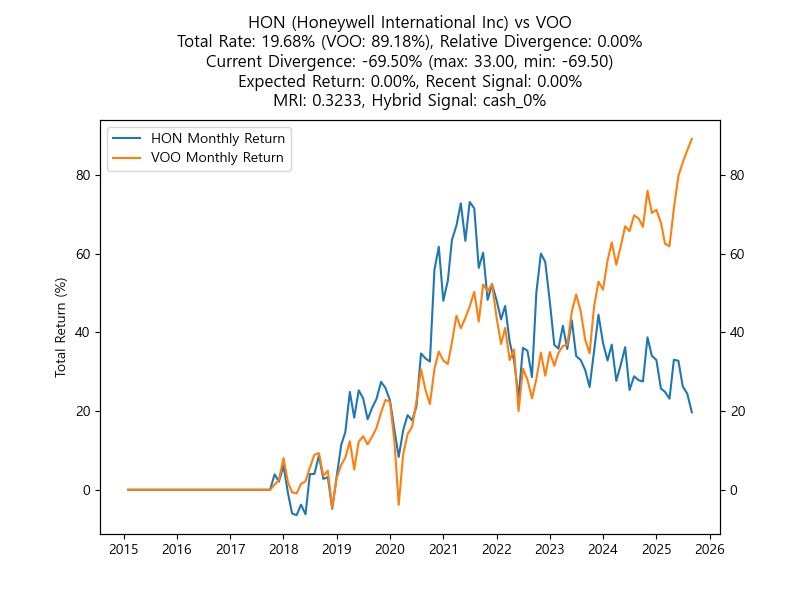 HON (Honeywell International Inc) vs VOO
Total Rate: 19.68% (VOO: 89.18%), Relative Divergence: 0.00%
Current Divergence: -69.50% (max: 33.00, min: -69.50)
Expected Return: 0.00%, Recent Signal: 0.00%
MRI: 0.3233, Hybrid Signal: cash_0%
HON Monthly Return
VOO Monthly Return
Total Return (%)
80 80
60 60
40 40
20 20
0 0
2015 2016 2017 2018 2019 2020 2021 2022 2023 2024 2025 2026